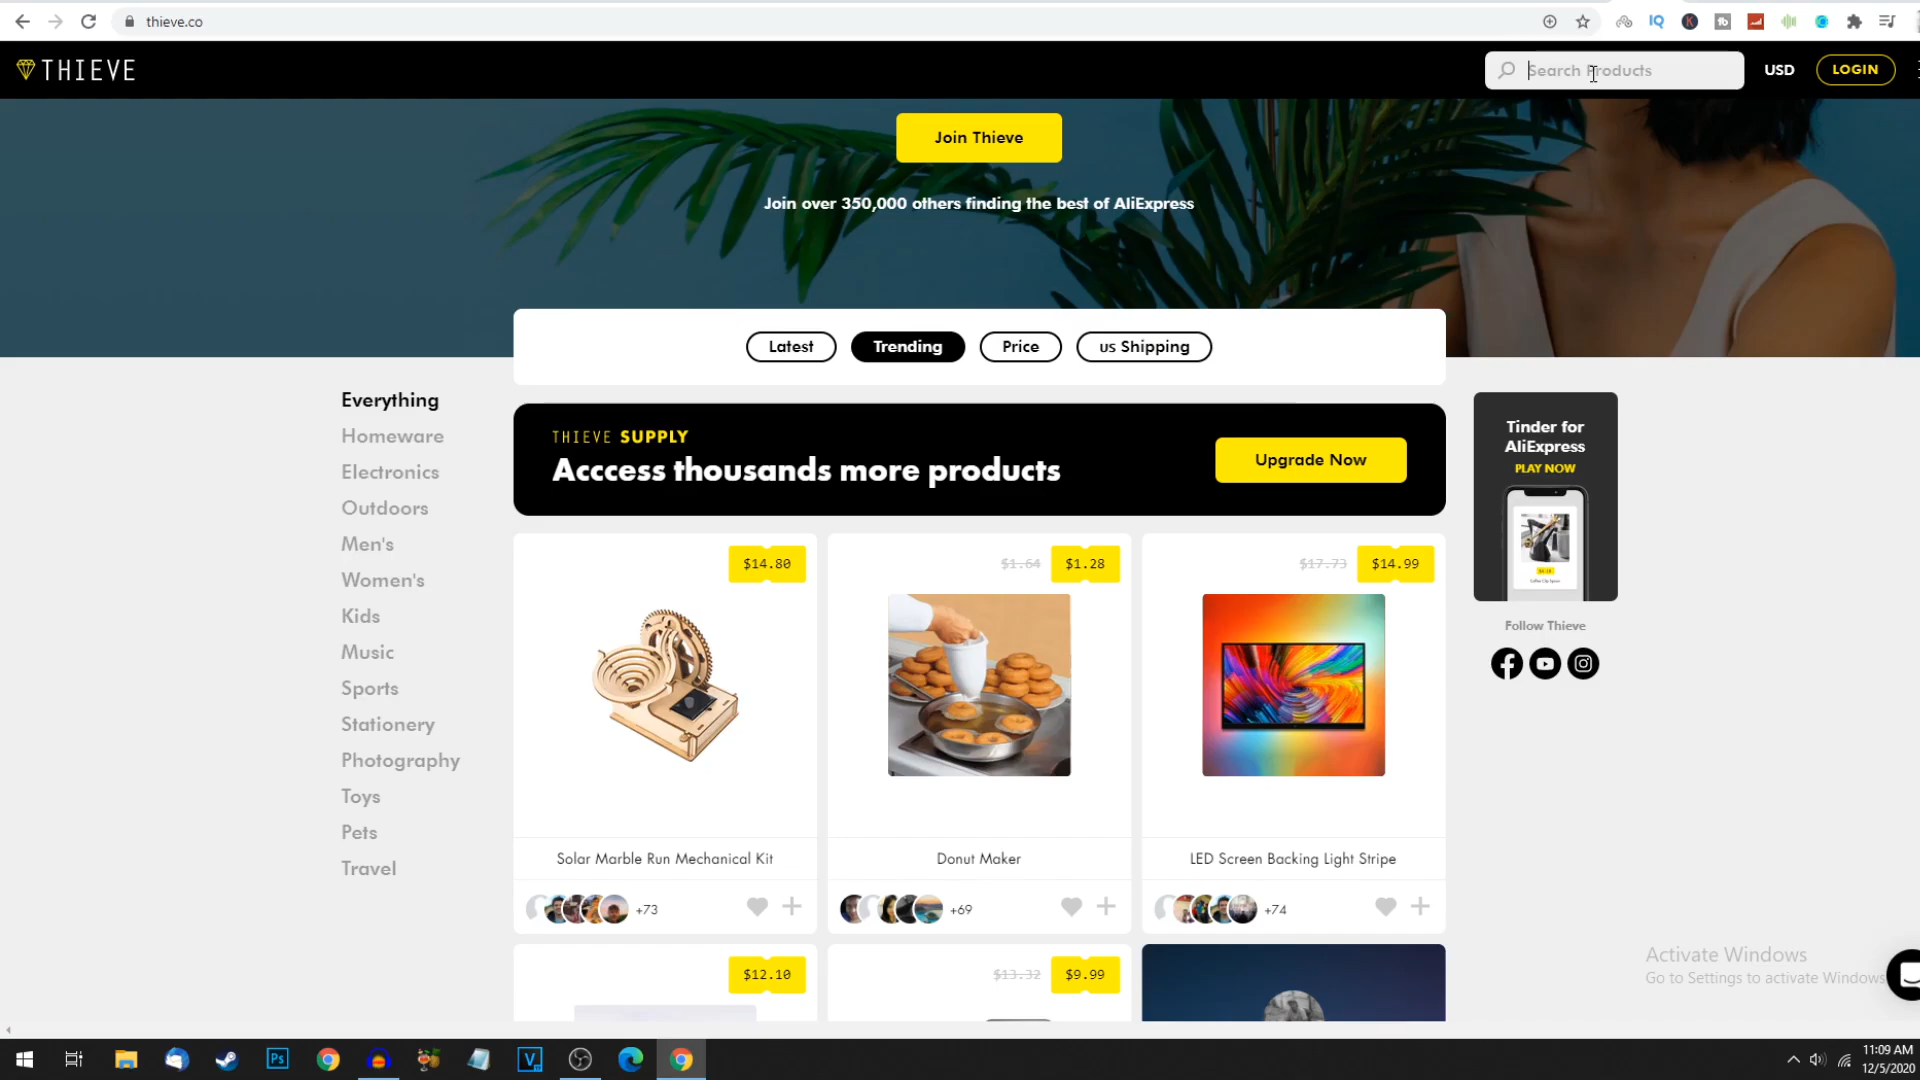 thieve.co
THIEVE
Search Products
USD
LOGIN
Join Thieve
Join over 350,000 others finding the best of AliExpress
Latest
Trending
Price
US Shipping
Everything
Homeware
Electronics
Outdoors
Men's
Women's
Kids
Music
Sports
Stationery
Photography
Toys
Pets
Travel
THIEVE SUPPLY
Acccess thousands more products
Upgrade Now
Tinder for
AliExpress
PLAY NOW
Follow Thieve
$14.80
$1.64 $1.28
$17.73 $14.99
Solar Marble Run Mechanical Kit
Donut Maker
LED Screen Backing Light Stripe
+73
+69
+74
$12.10
$13.32 $9.99
Activate Windows
Go to Settings to activate Windows
IQ
K
Ps
V
11:09 AM
12/5/2020